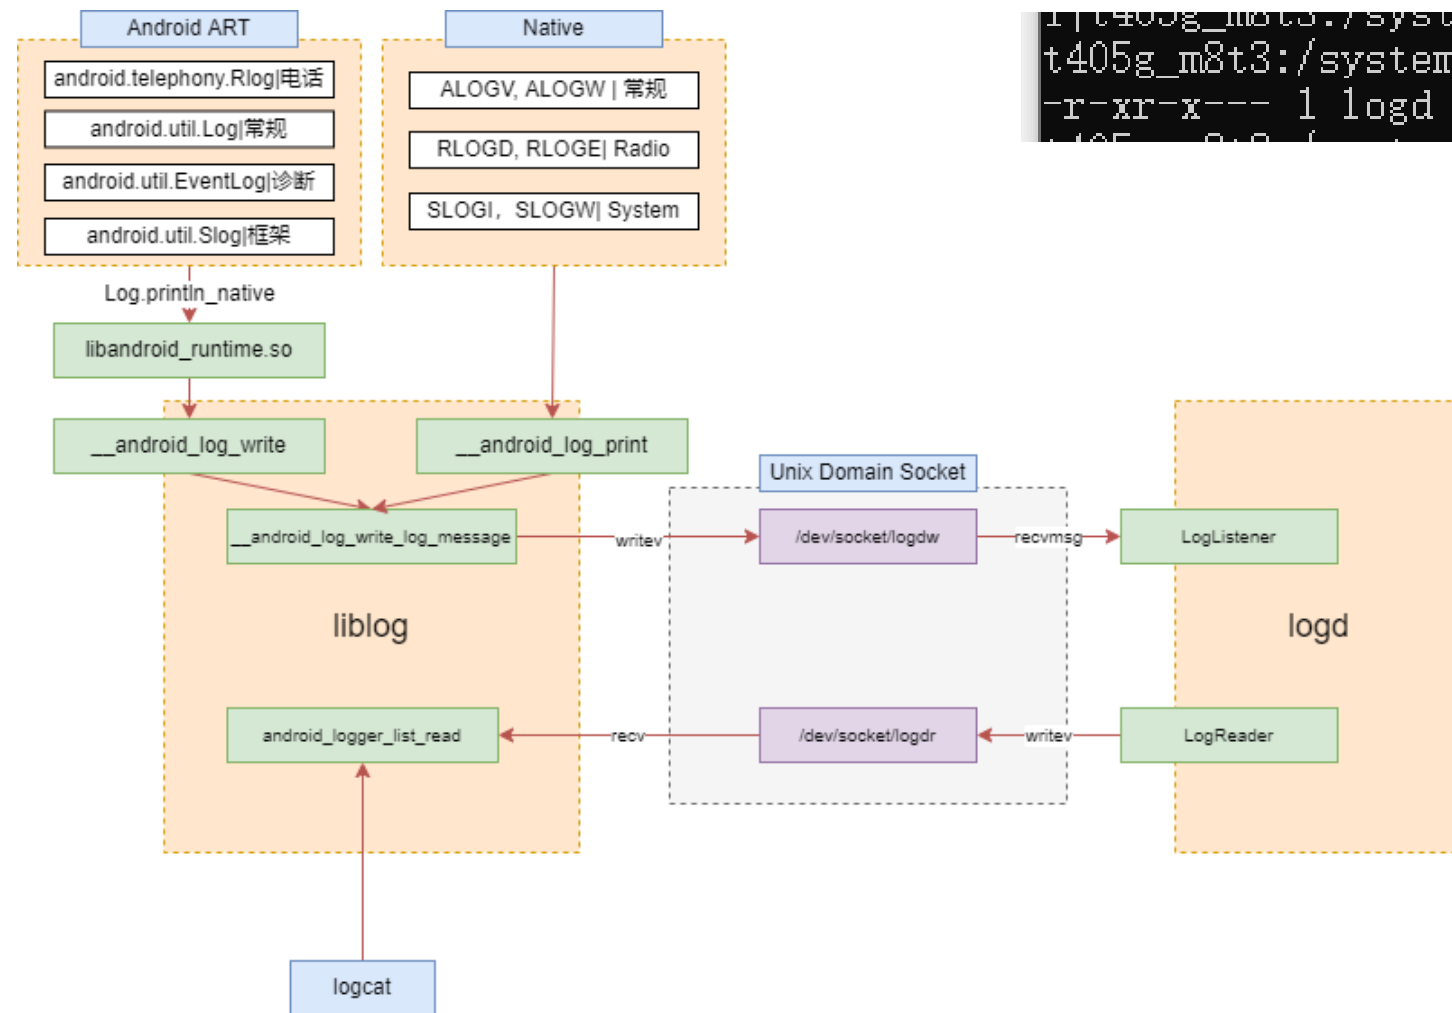 Android ART
android.telephony.Rlog|电话
android.util.Log|常规
android.util.EventLog|诊断
android.util.Slog|框架
Native
ALOGV, ALOGW | 常规
RLOGD, RLOGE| Radio
SLOGI，SLOGW| System
t405g_m8t3:/system
-r-xr-x--- 1 logd
Log.println_native
libandroid_runtime.so
__android_log_write
__android_log_print
__android_log_write_log_message
writev
Unix Domain Socket
/dev/socket/logdw
recvmsg
LogListener
liblog
logd
android_logger_list_read
recv
/dev/socket/logdr
writev
LogReader
logcat